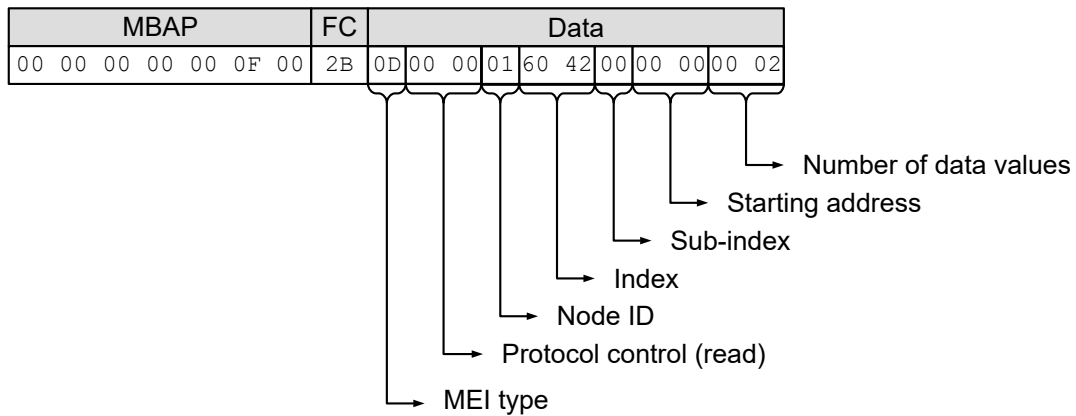 MBAP FC Data
00 00 00 00 00 0F 00 2B 0D 00 00 01 60 42 00 00 00 00 02
Number of data values
Starting address
Sub-index
Index
Node ID
Protocol control (read)
MEI type